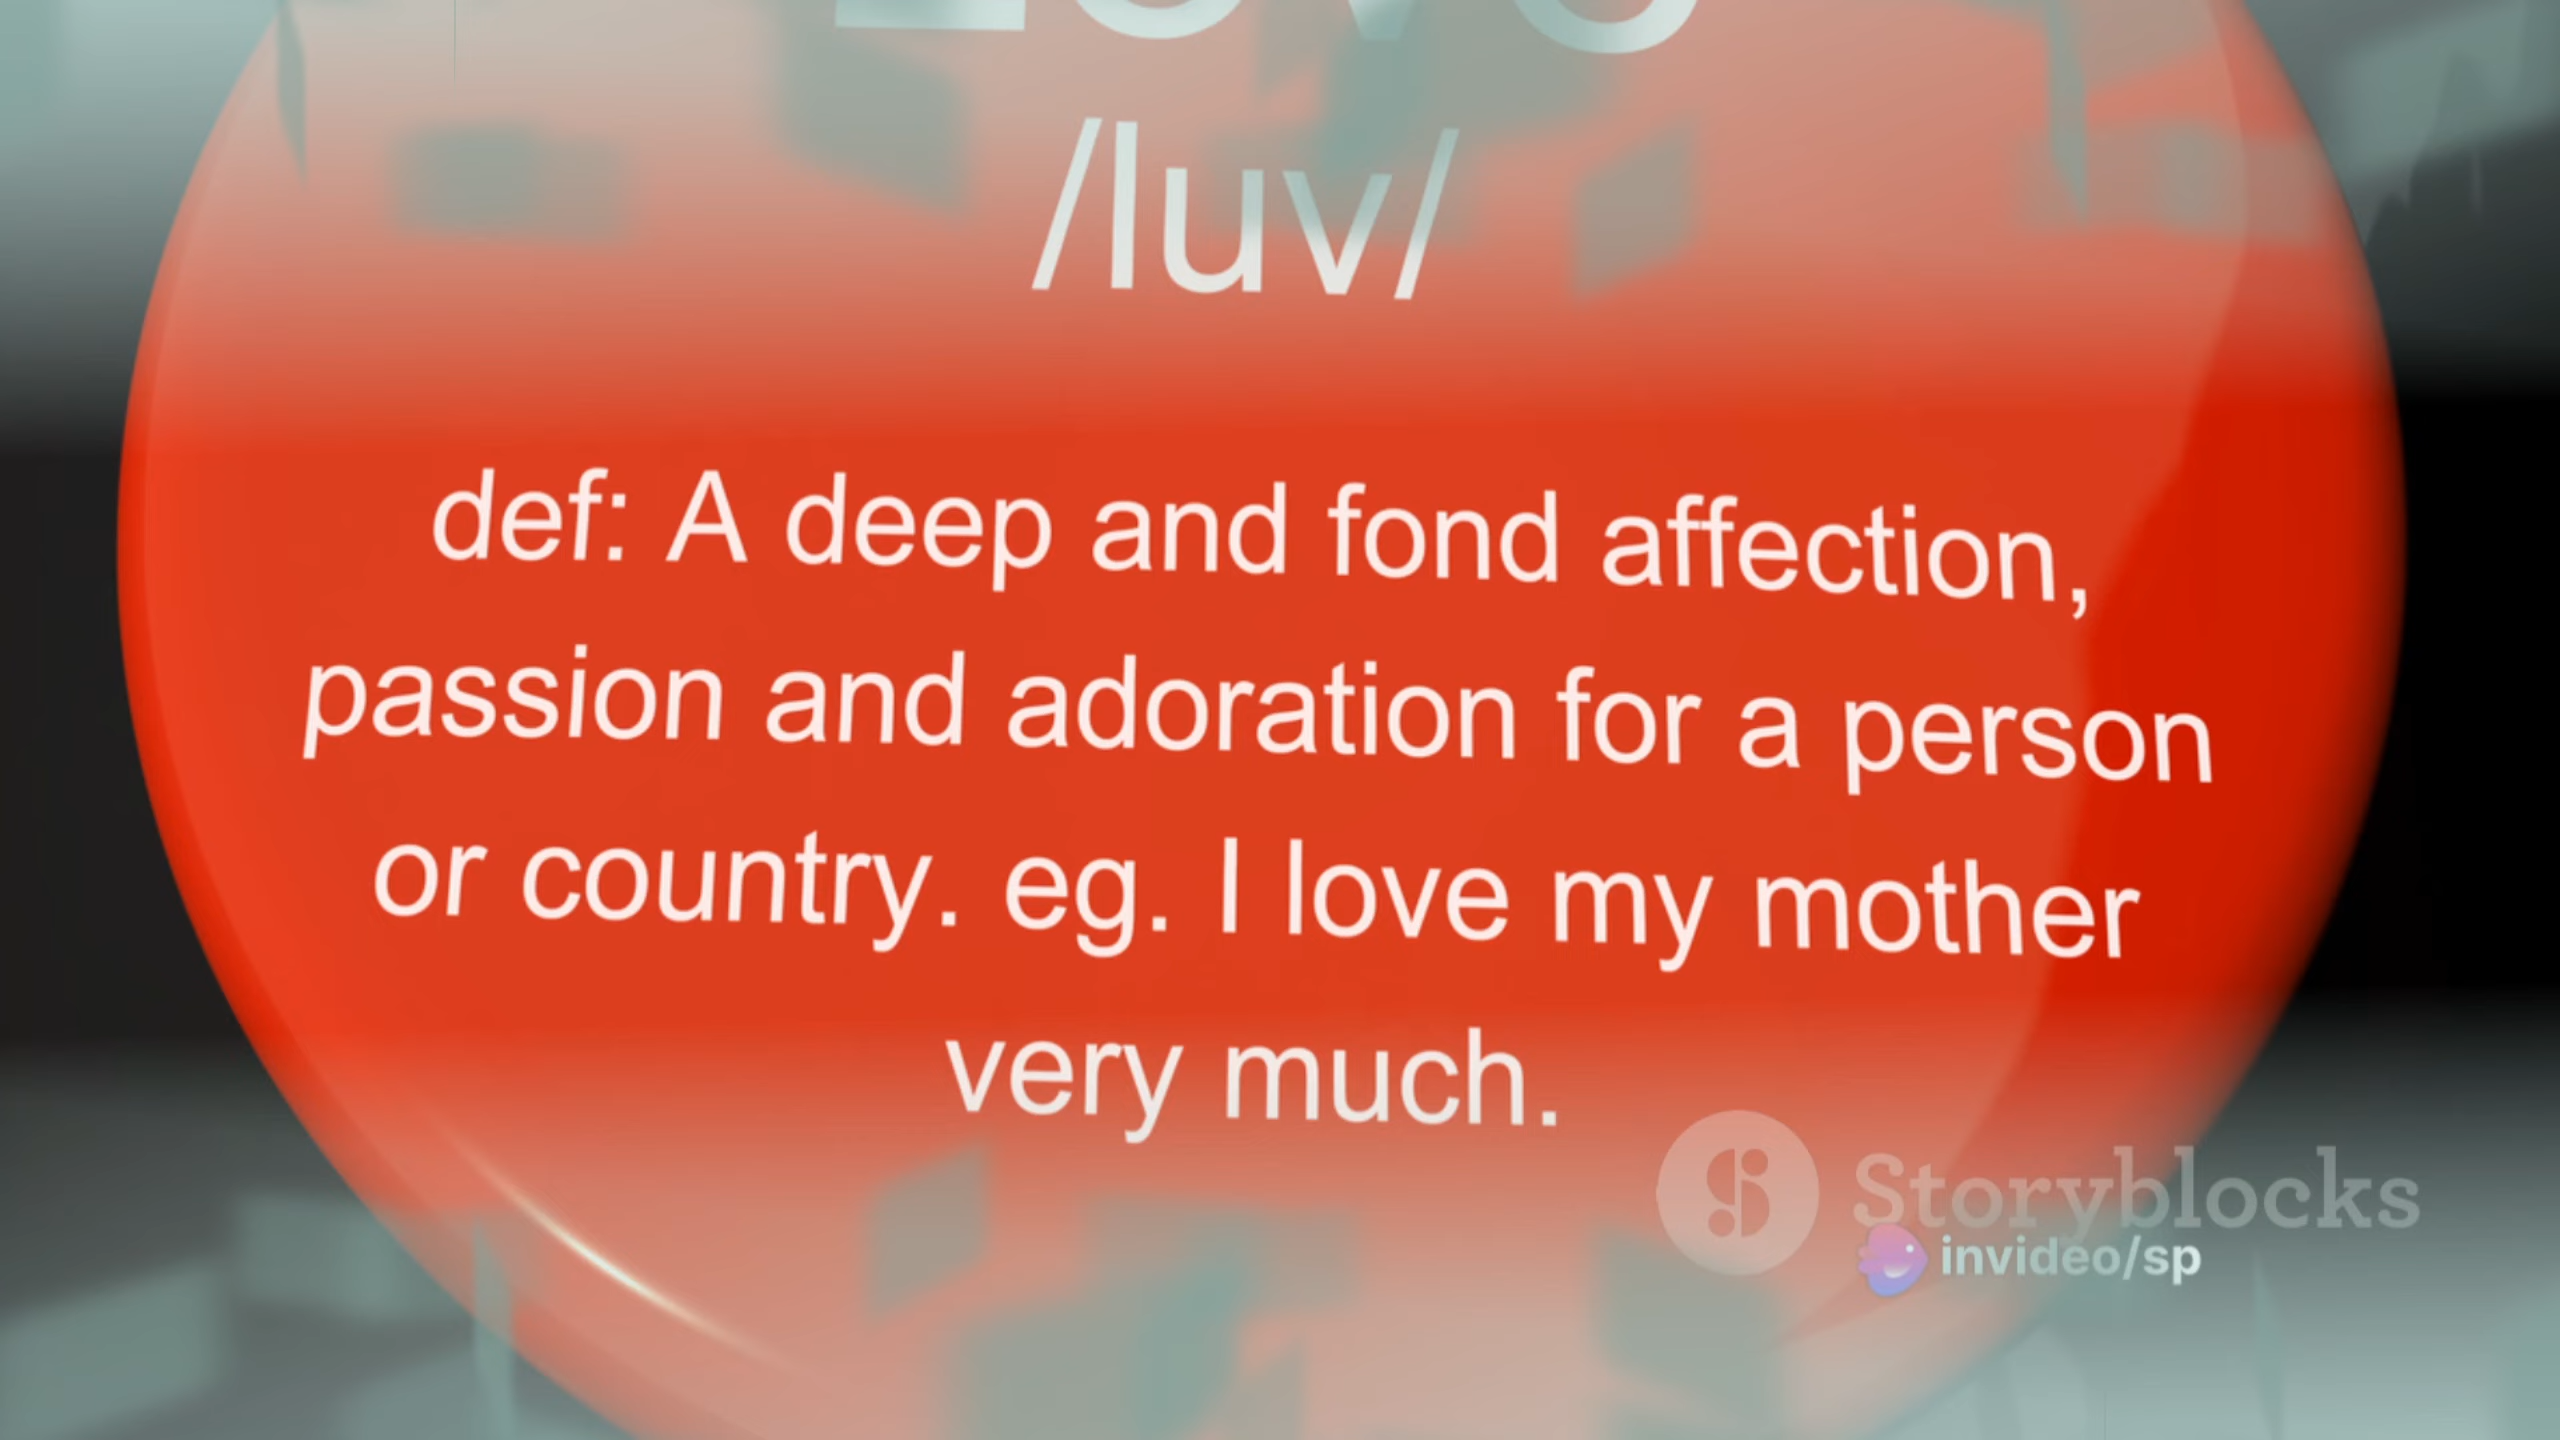 Love
/luv/
def: A deep and fond affection,
passion and adoration for a person
or country. eg. I love my mother
very much.
Storyblocks
invideo/sp